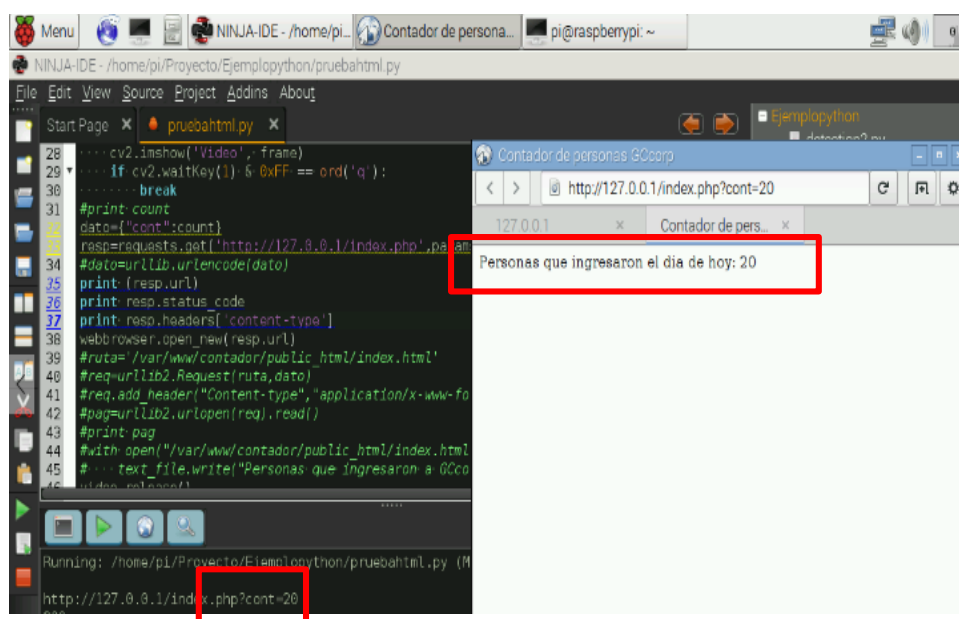 Menu
NINJA-IDE - /home/pi...
Contador de persona...
pi@raspberrypi: ~
NINJA-IDE - /home/pi/Proyecto/Ejemplopython/pruebahtml.py
File Edit View Source Project Addins About
Start Page
pruebahtml.py
Ejemplopython
28 cv2.imshow('Video', frame)
29 if cv2.waitKey(1) & 0xFF == ord('q'):
30 break
31 #print count
dato={"cont":count}
resp=requests.get('http://127.0.0.1/index.php',param
34 #dato=urllib.urlencode(dato)
35 print (resp.url)
36 print resp.status_code
37 print resp.headers['content-type']
38 webbrowser.open_new(resp.url)
39 #ruta='/var/www/contador/public_html/index.html'
40 #req=urllib2.Request(ruta,dato)
41 #req.add_header("Content-type","application/x-www-fo
42 #pag=urllib2.urlopen(req).read()
43 #print pag
44 #with open("/var/www/contador/public_html/index.html
45 # text_file.write("Personas que ingresaron a GCco
46 video.release()
Contador de personas GCcorp
http://127.0.0.1/index.php?cont=20
127.0.0.1
Contador de pers...
Personas que ingresaron el dia de hoy: 20
Running: /home/pi/Proyecto/Ejemplopython/pruebahtml.py (M
http://127.0.0.1/index.php?cont=20